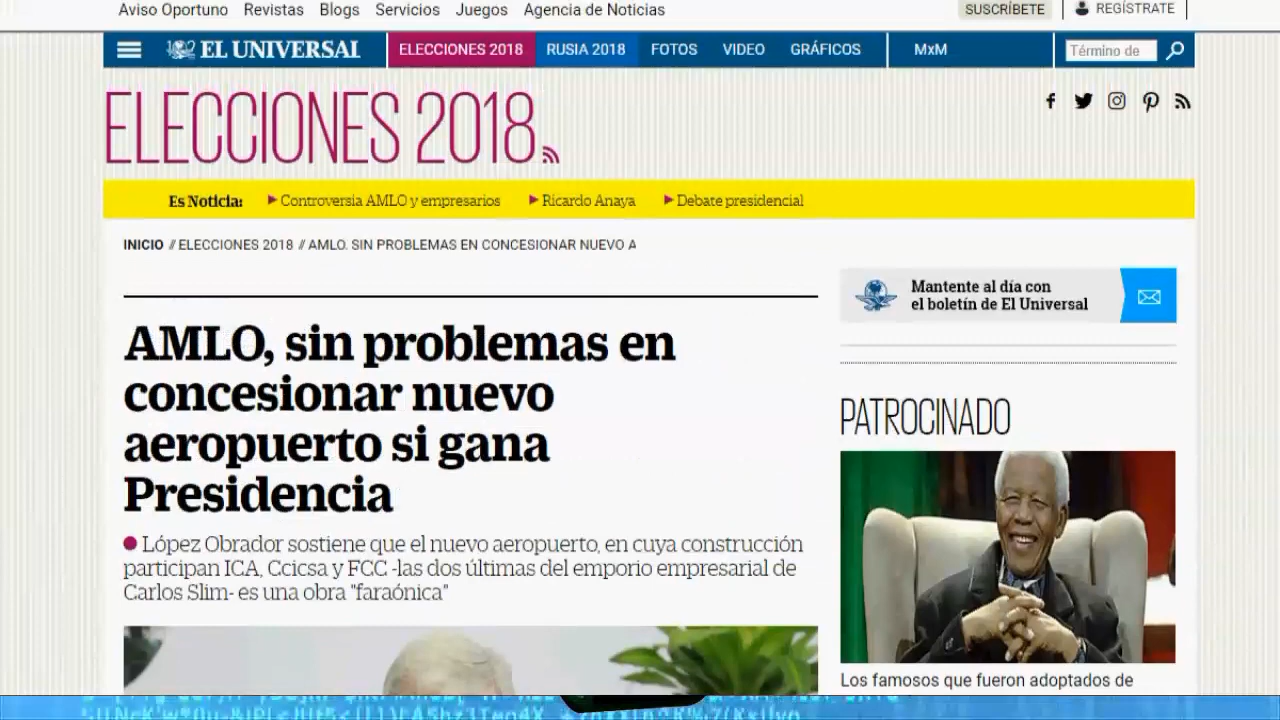 Aviso Oportuno Revistas Blogs Servicios Juegos Agencia de Noticias SUSCRÍBETE REGÍSTRATE
EL UNIVERSAL ELECCIONES 2018 RUSIA 2018 FOTOS VIDEO GRÁFICOS MxM Término de
ELECCIONES 2018
Es Noticia: Controversia AMLO y empresarios Ricardo Anaya Debate presidencial
INICIO // ELECCIONES 2018 // AMLO. SIN PROBLEMAS EN CONCESIONAR NUEVO A
AMLO, sin problemas en
concesionar nuevo
aeropuerto si gana
Presidencia
López Obrador sostiene que el nuevo aeropuerto, en cuya construcción
participan ICA, Ccicsa y FCC -las dos últimas del emporio empresarial de
Carlos Slim- es una obra "faraónica"
Mantente al día con
el boletín de El Universal
PATROCINADO
Los famosos que fueron adoptados de